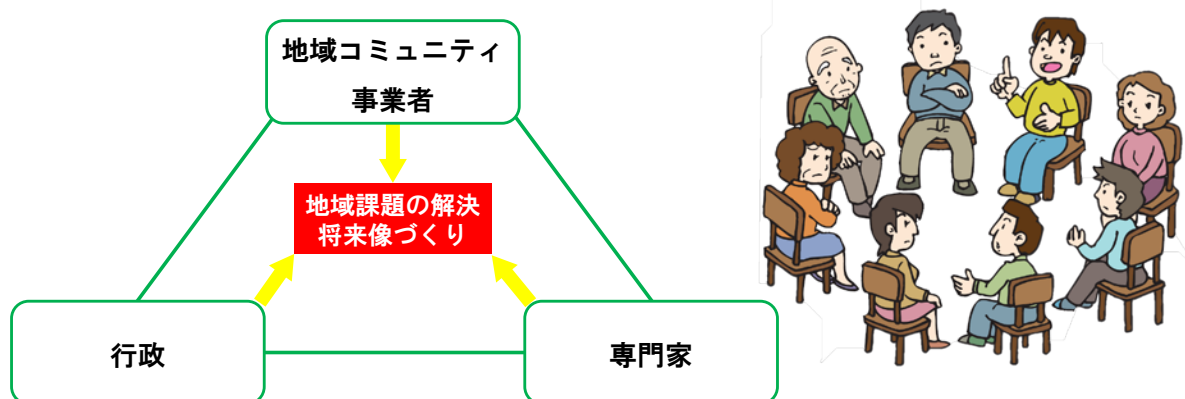 地域コミュニティ
事業者
地域課題の解決
将来像づくり
行政
専門家